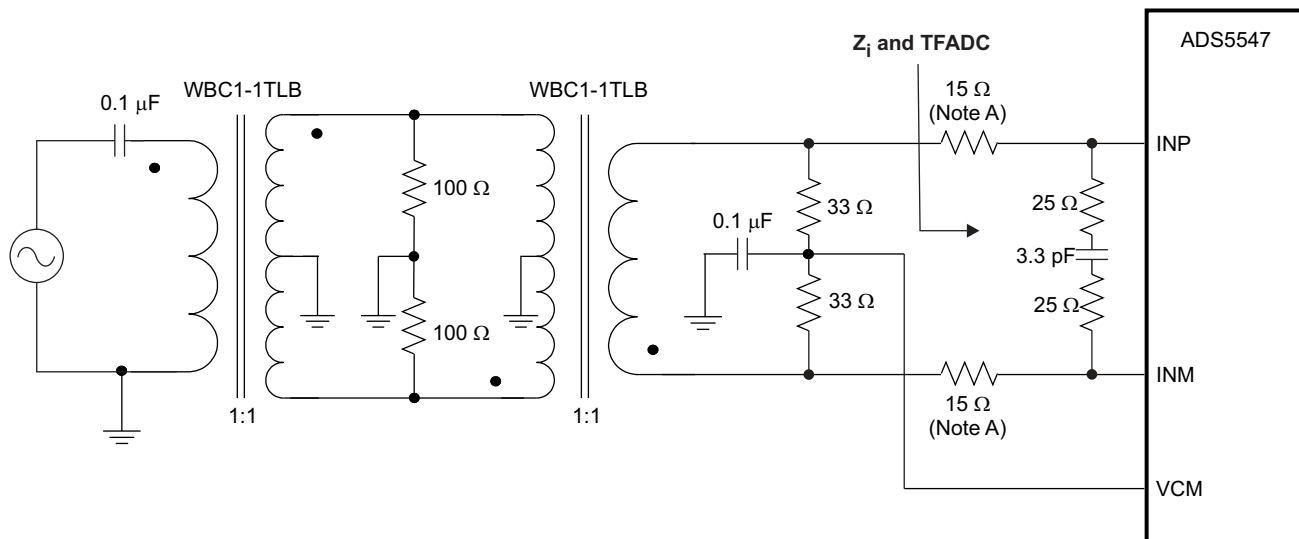 ADS5547
Z_i and TFADC
WBC1-1TLB
WBC1-1TLB
0.1 μF
15 Ω
(Note A)
INP
100 Ω
33 Ω
25 Ω
0.1 μF
3.3 pF
33 Ω
25 Ω
100 Ω
INM
1:1
1:1
15 Ω
(Note A)
VCM